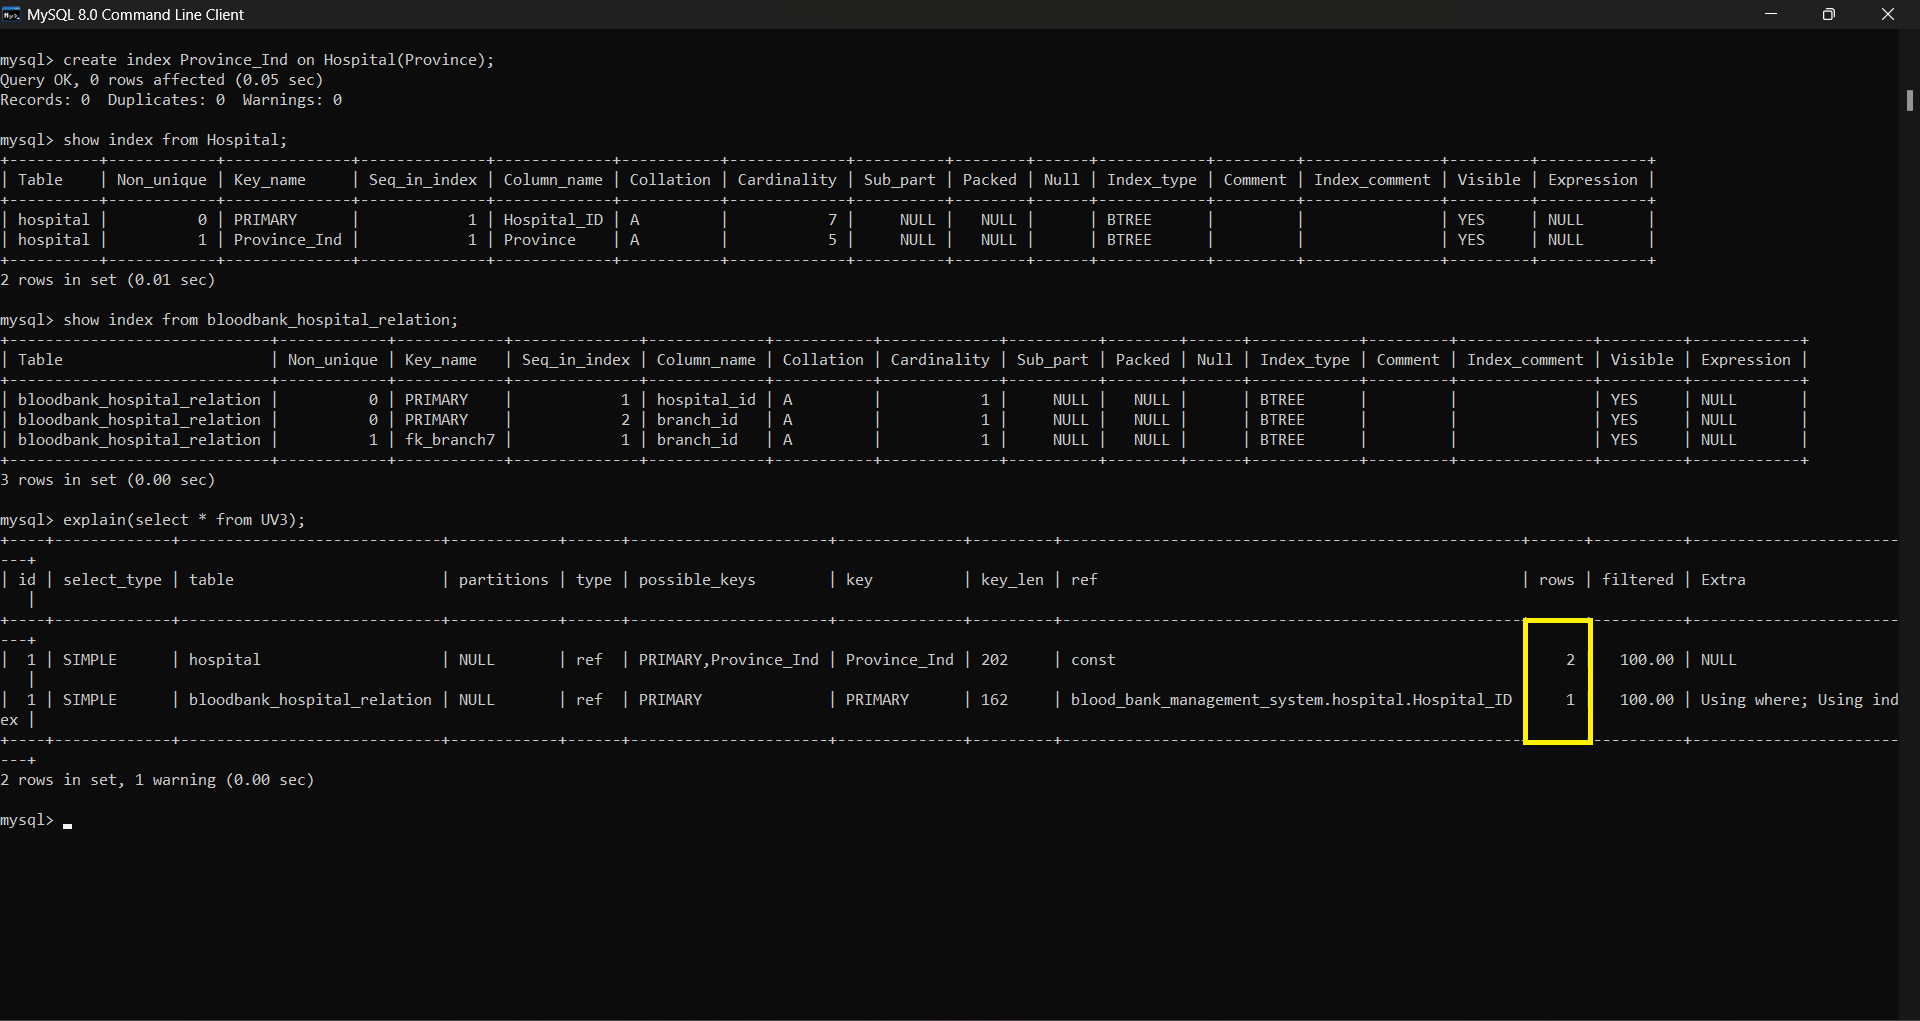 MySQL 8.0 Command Line Client
mysql> create index Province_Ind on Hospital(Province);
Query OK, 0 rows affected (0.05 sec)
Records: 0  Duplicates: 0  Warnings: 0
mysql> show index from Hospital;
+----------+------------+--------------+--------------+-------------+-----------+-------------+----------+--------+------+------------+---------+---------------+---------+------------+
| Table    | Non_unique | Key_name     | Seq_in_index | Column_name | Collation | Cardinality | Sub_part | Packed | Null | Index_type | Comment | Index_comment | Visible | Expression |
+----------+------------+--------------+--------------+-------------+-----------+-------------+----------+--------+------+------------+---------+---------------+---------+------------+
| hospital |          0 | PRIMARY      |            1 | Hospital_ID | A         |           7 |     NULL |   NULL |      | BTREE      |         |               | YES     | NULL       |
| hospital |          1 | Province_Ind |            1 | Province    | A         |           5 |     NULL |   NULL |      | BTREE      |         |               | YES     | NULL       |
+----------+------------+--------------+--------------+-------------+-----------+-------------+----------+--------+------+------------+---------+---------------+---------+------------+
2 rows in set (0.01 sec)
mysql> show index from bloodbank_hospital_relation;
+-----------------------------+------------+------------+--------------+-------------+-----------+-------------+----------+--------+------+------------+---------+---------------+---------+------------+
| Table                       | Non_unique | Key_name   | Seq_in_index | Column_name | Collation | Cardinality | Sub_part | Packed | Null | Index_type | Comment | Index_comment | Visible | Expression |
+-----------------------------+------------+------------+--------------+-------------+-----------+-------------+----------+--------+------+------------+---------+---------------+---------+------------+
| bloodbank_hospital_relation |          0 | PRIMARY    |            1 | hospital_id | A         |           1 |     NULL |   NULL |      | BTREE      |         |               | YES     | NULL       |
| bloodbank_hospital_relation |          0 | PRIMARY    |            2 | branch_id   | A         |           1 |     NULL |   NULL |      | BTREE      |         |               | YES     | NULL       |
| bloodbank_hospital_relation |          1 | fk_branch7 |            1 | branch_id   | A         |           1 |     NULL |   NULL |      | BTREE      |         |               | YES     | NULL       |
+-----------------------------+------------+------------+--------------+-------------+-----------+-------------+----------+--------+------+------------+---------+---------------+---------+------------+
3 rows in set (0.00 sec)
mysql> explain(select * from UV3);
+----+-------------+-----------------------------+------------+------+----------------------+--------------+---------+---------------------------------------------------+------+----------+-----------------------
---+
| id | select_type | table                       | partitions | type | possible_keys        | key          | key_len | ref                                               | rows | filtered | Extra
   |
+----+-------------+-----------------------------+------------+------+----------------------+--------------+---------+---------------------------------------------------+------+----------+-----------------------
---+
|  1 | SIMPLE      | hospital                    | NULL       | ref  | PRIMARY,Province_Ind | Province_Ind | 202     | const                                             |    2 |   100.00 | NULL
   |
|  1 | SIMPLE      | bloodbank_hospital_relation | NULL       | ref  | PRIMARY              | PRIMARY      | 162     | blood_bank_management_system.hospital.Hospital_ID |    1 |   100.00 | Using where; Using ind
ex |
+----+-------------+-----------------------------+------------+------+----------------------+--------------+---------+---------------------------------------------------+------+----------+-----------------------
---+
2 rows in set, 1 warning (0.00 sec)
mysql> _